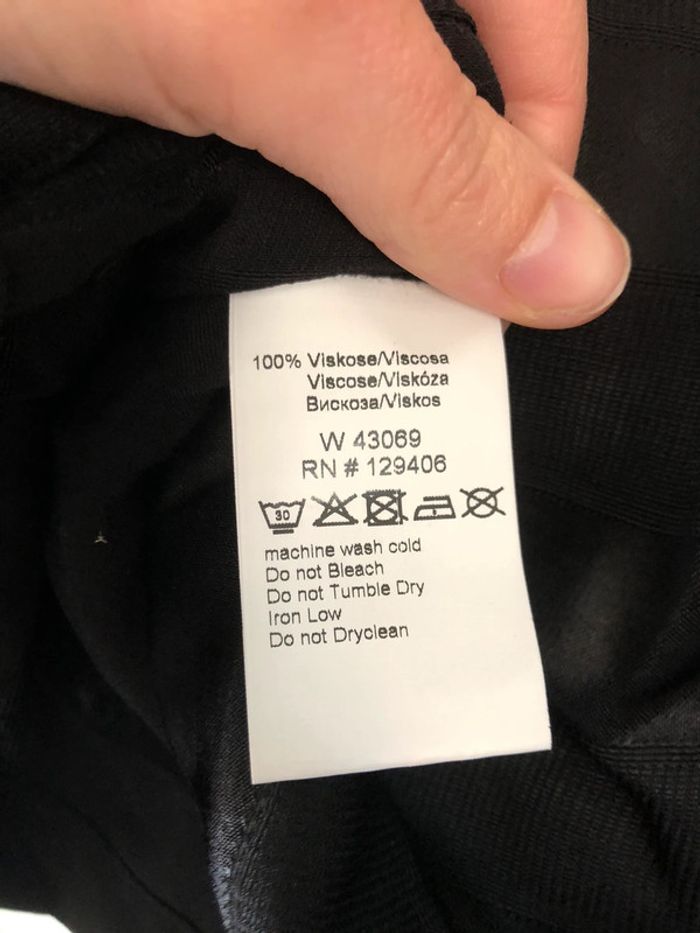 100% Viskose/Viscosa
Viscose/Viskóza
Вискоза/Viskos
W 43069
RN # 129406
30
machine wash cold
Do not Bleach
Do not Tumble Dry
Iron Low
Do not Dryclean